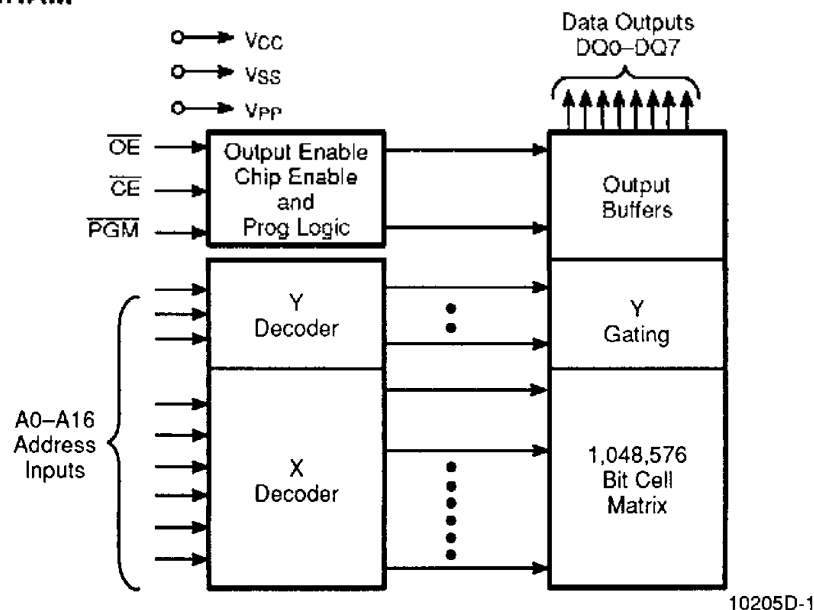 Data Outputs
DQ0–DQ7
VCC
VSS
VPP
OE
CE
PGM
Output Enable
Chip Enable
and
Prog Logic
Output
Buffers
Y
Decoder
Y
Gating
A0–A16
Address
Inputs
X
Decoder
1,048,576
Bit Cell
Matrix
10205D-1